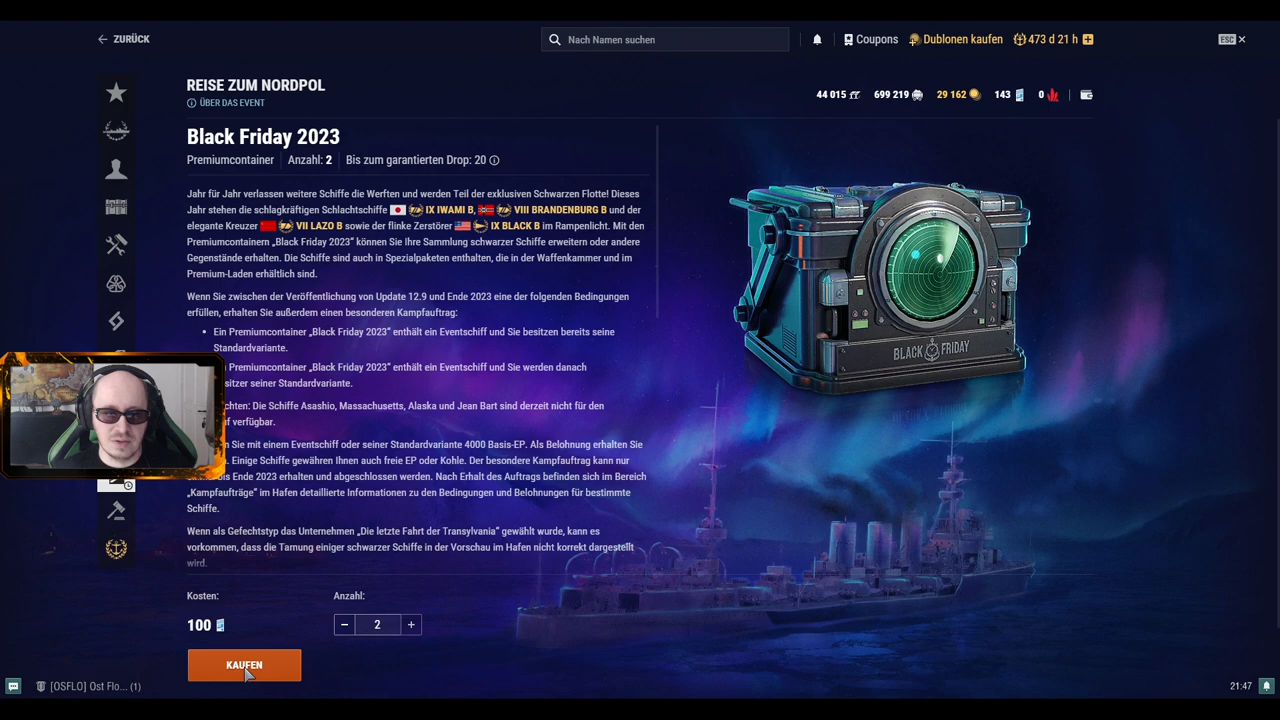 ZURÜCK
Nach Namen suchen
Coupons
Dublonen kaufen
473 d 21 h
ESC
REISE ZUM NORDPOL
ÜBER DAS EVENT
44 015
699 219
29 162
143
0
Black Friday 2023
Premiumcontainer
Anzahl: 2
Bis zum garantierten Drop: 20
Jahr für Jahr verlassen weitere Schiffe die Werften und werden Teil der exklusiven Schwarzen Flotte! Dieses
Jahr stehen die schlagkräftigen Schlachtschiffe IX IWAMI B, VIII BRANDENBURG B und der
elegante Kreuzer VII LAZO B sowie der flinke Zerstörer IX BLACK B im Rampenlicht. Mit den
Premiumcontainern „Black Friday 2023" können Sie Ihre Sammlung schwarzer Schiffe erweitern oder andere
Gegenstände erhalten. Die Schiffe sind auch in Spezialpaketen enthalten, die in der Waffenkammer und im
Premium-Laden erhältlich sind.
Wenn Sie zwischen der Veröffentlichung von Update 12.9 und Ende 2023 eine der folgenden Bedingungen
erfüllen, erhalten Sie außerdem einen besonderen Kampfauftrag:
• Ein Premiumcontainer „Black Friday 2023" enthält ein Eventschiff und Sie besitzen bereits seine
Standardvariante.
Premiumcontainer „Black Friday 2023" enthält ein Eventschiff und Sie werden danach
sitzer seiner Standardvariante.
chten: Die Schiffe Asashio, Massachusetts, Alaska und Jean Bart sind derzeit nicht für den
f verfügbar.
Sie mit einem Eventschiff oder seiner Standardvariante 4000 Basis-EP. Als Belohnung erhalten Sie
Einige Schiffe gewähren Ihnen auch freie EP oder Kohle. Der besondere Kampfauftrag kann nur
is Ende 2023 erhalten und abgeschlossen werden. Nach Erhalt des Auftrags befinden sich im Bereich
„Kampfaufträge" im Hafen detaillierte Informationen zu den Bedingungen und Belohnungen für bestimmte
Schiffe.
Wenn als Gefechtstyp das Unternehmen „Die letzte Fahrt der Transylvania" gewählt wurde, kann es
vorkommen, dass die Tarnung einiger schwarzer Schiffe in der Vorschau im Hafen nicht korrekt dargestellt
wird.
BLACK FRIDAY
Kosten:
Anzahl:
100
− 2 +
KAUFEN
[OSFLO] Ost Flo... (1)
21:47